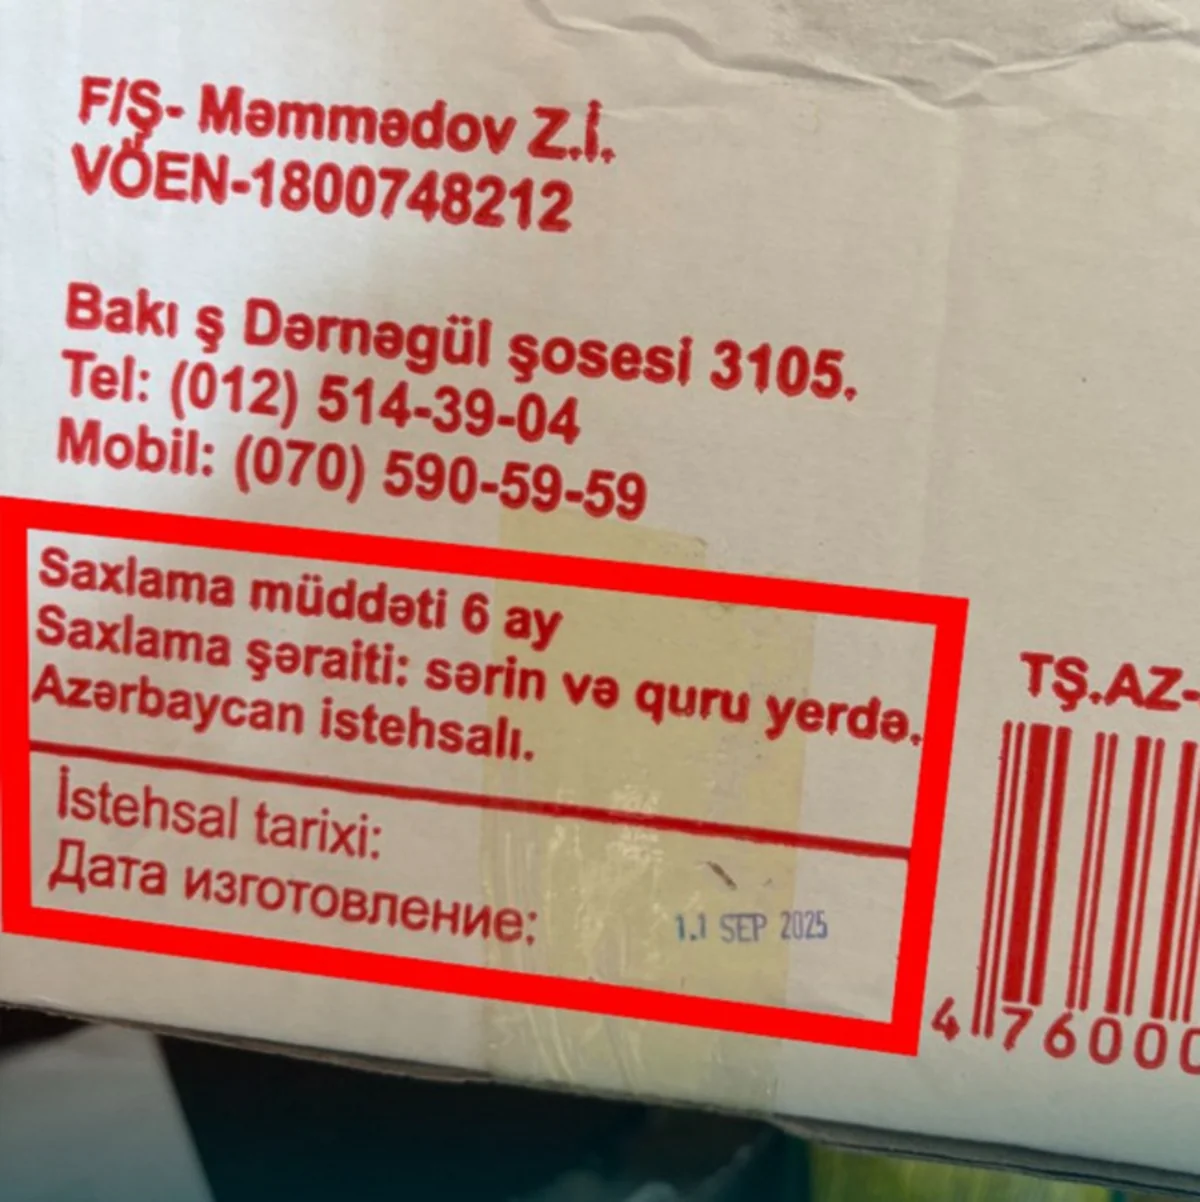 F/Ş- Məmmədov Z.İ.
VÖEN-1800748212
Bakı ş Dərnəgül şosesi 3105.
Tel: (012) 514-39-04
Mobil: (070) 590-59-59
Saxlama müddəti 6 ay
Saxlama şəraiti: sərin və quru yerdə.
Azərbaycan istehsalı.
İstehsal tarixi:
Дата изготовление:
11 SEP 2025
TŞ.AZ-
4 76000